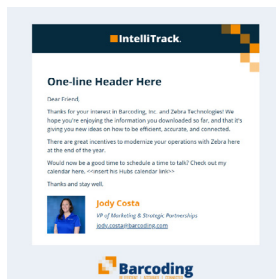 IntelliTrack.
One-line Header Here
Dear Friend,
Thanks for your interest in Barcoding, Inc. and Zebra Technologies! We
hope you're enjoying the information you downloaded so far, and that it's
giving you new ideas on how to be efficient, accurate, and connected.
There are great incentives to modernize your operations with Zebra here
at the end of the year.
Would now be a good time to schedule a time to talk? Check out my
calendar here. <<insert his Hubs calendar link>>
Thanks and stay well,
Jody Costa
VP of Marketing & Strategic Partnerships
jody.costa@barcoding.com
Barcoding